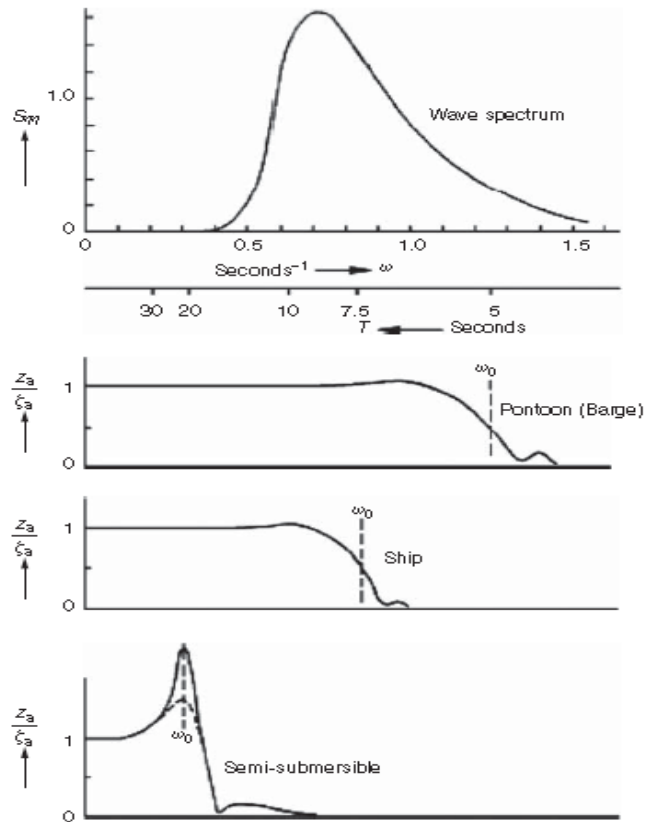 1.0
Sηη
Wave spectrum
0
0 0.5 1.0 1.5
Seconds⁻¹ → ω
30 20 10 7.5 5
T ← Seconds
ω₀
zₐ/ζₐ 1
Pontoon (Barge)
0
ω₀
zₐ/ζₐ 1
Ship
0
zₐ/ζₐ 1
ω₀
Semi-submersible
0